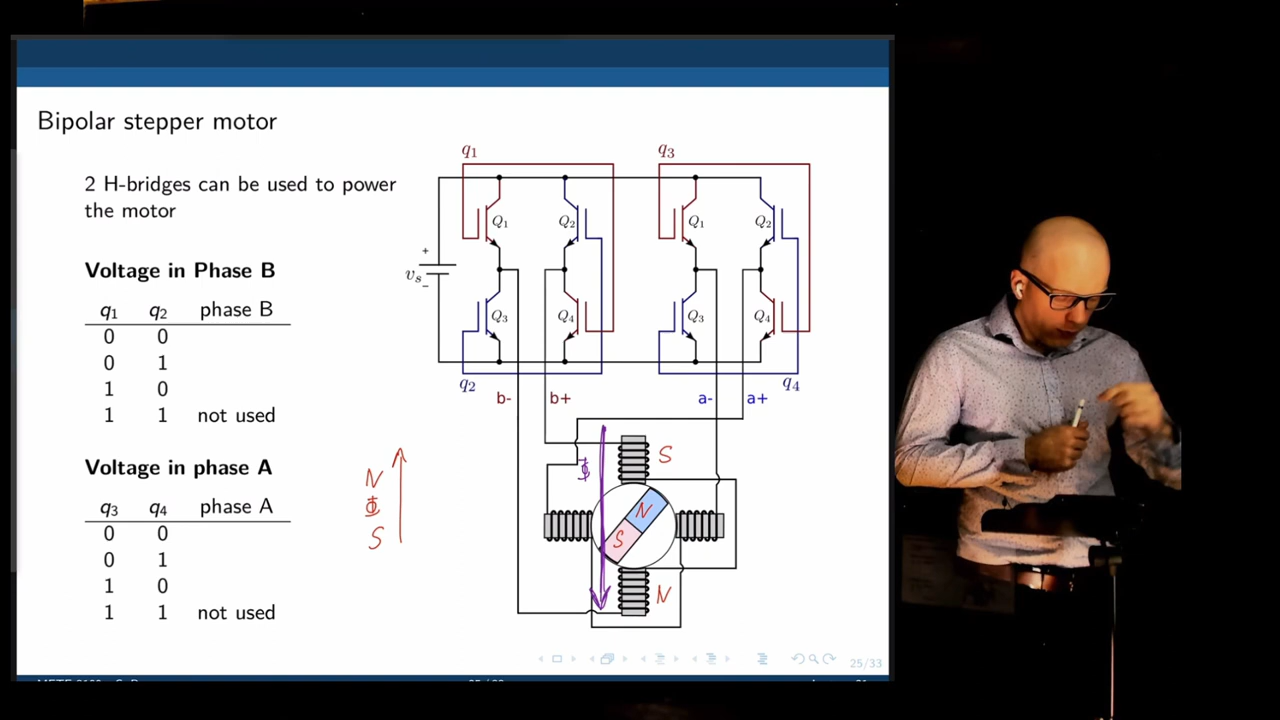 Bipolar stepper motor
2 H-bridges can be used to power
the motor
Voltage in Phase B
q1 q2 phase B
0 0
0 1
1 0
1 1 not used
Voltage in phase A
q3 q4 phase A
0 0
0 1
1 0
1 1 not used
q1 q3
Q1 Q2 Q1 Q2
+
vs
−
Q3 Q4 Q3 Q4
q2 q4
b- b+ a- a+
N
Φ
S
Φ
S
N
S
N
25/33